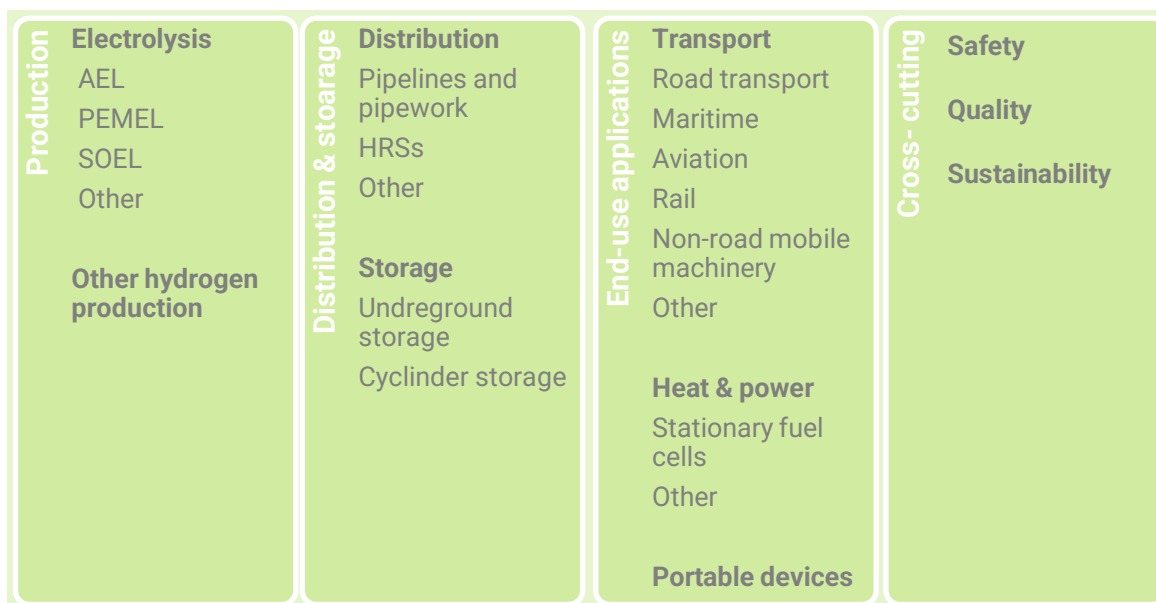 Production
Electrolysis
AEL
PEMEL
SOEL
Other
Other hydrogen
production
Distribution & stoarage
Distribution
Pipelines and
pipework
HRSs
Other
Storage
Undreground
storage
Cyclinder storage
End-use applications
Transport
Road transport
Maritime
Aviation
Rail
Non-road mobile
machinery
Other
Heat & power
Stationary fuel
cells
Other
Portable devices
Cross- cutting
Safety
Quality
Sustainability